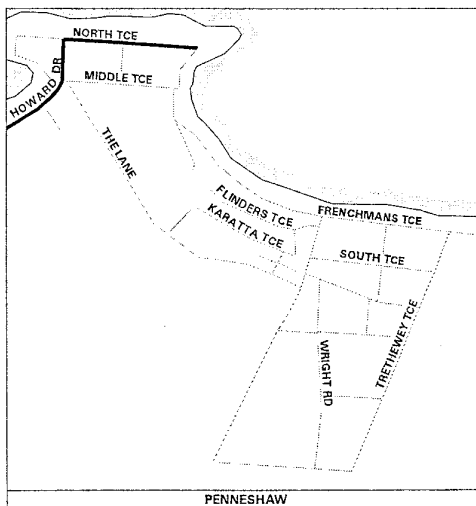 NORTH TCE
HOWARD DR
MIDDLE TCE
THE LANE
FLINDERS TCE
KARATTA TCE
FRENCHMANS TCE
SOUTH TCE
WRIGHT RD
TRETHEWEY TCE
PENNESHAW